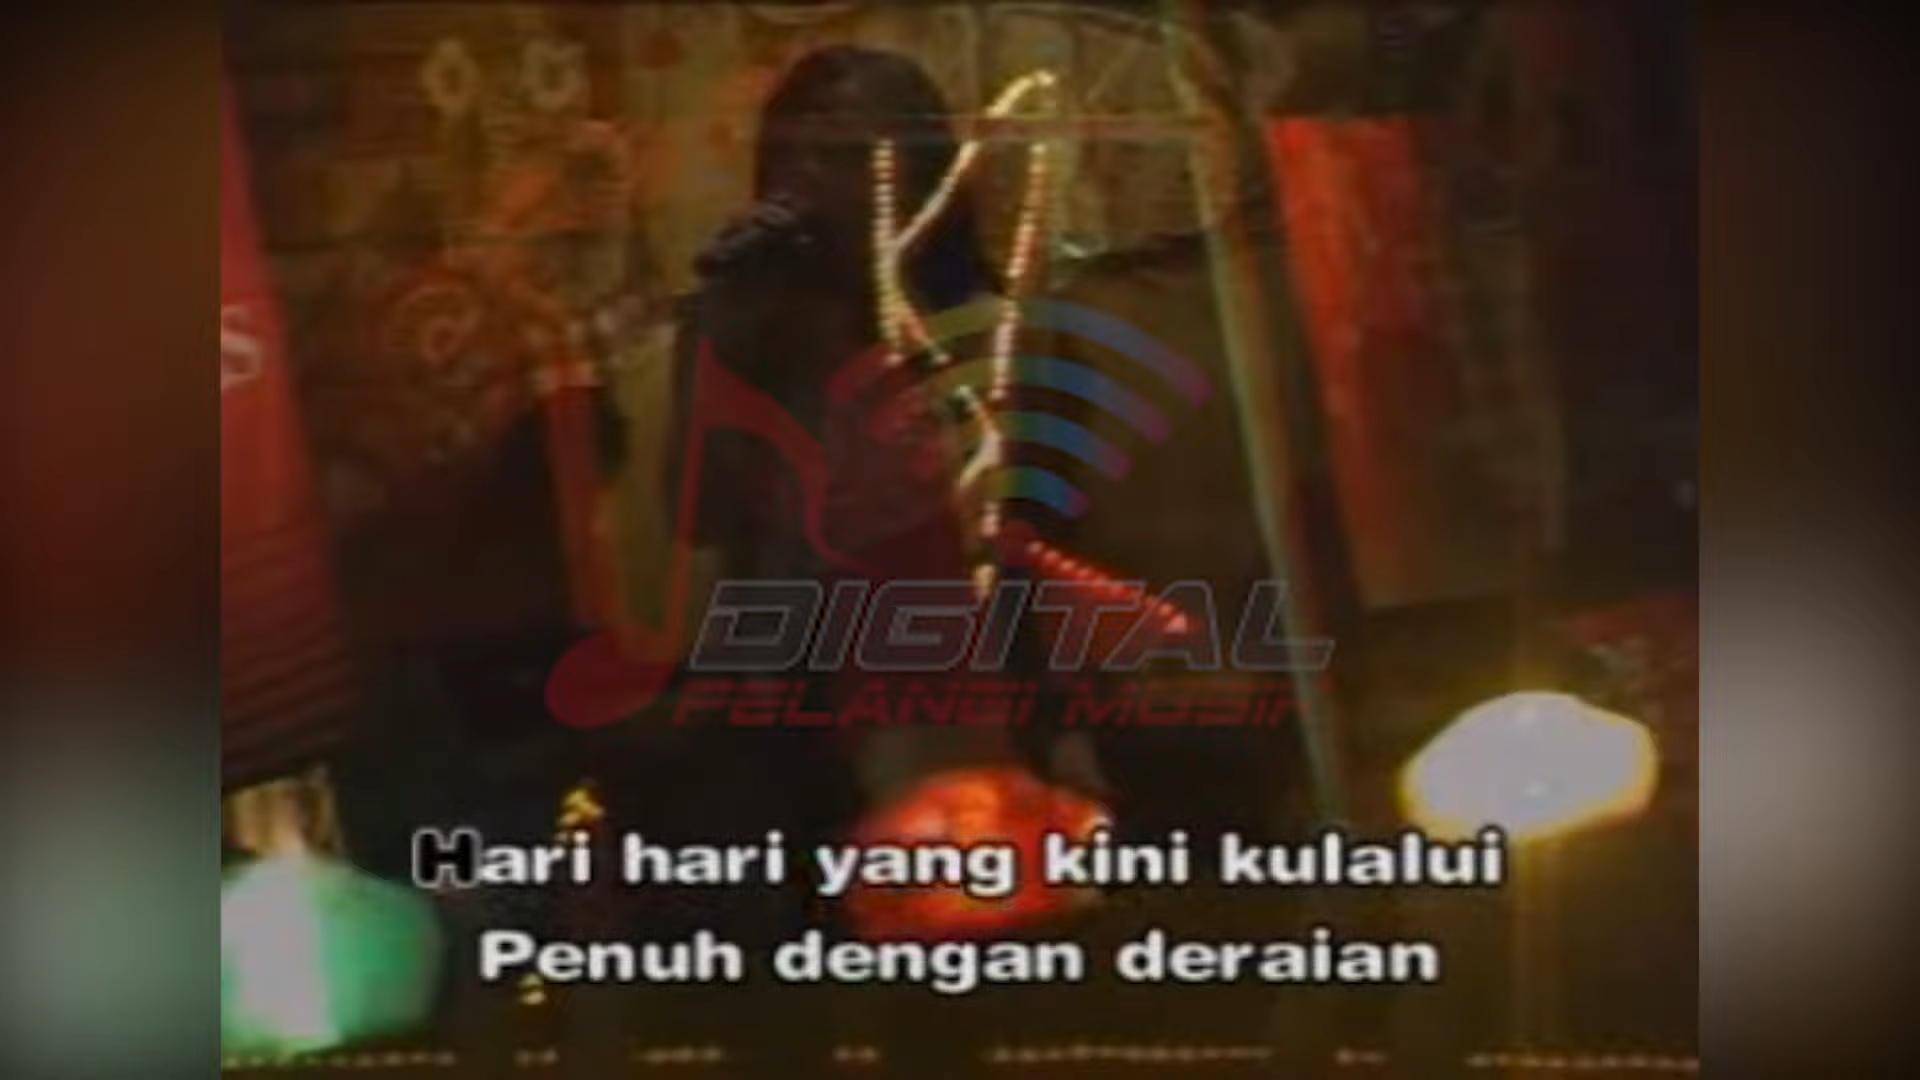 S
DIGITAL
PELANGI MUSIK
Hari hari yang kini kulalui
Penuh dengan deraian